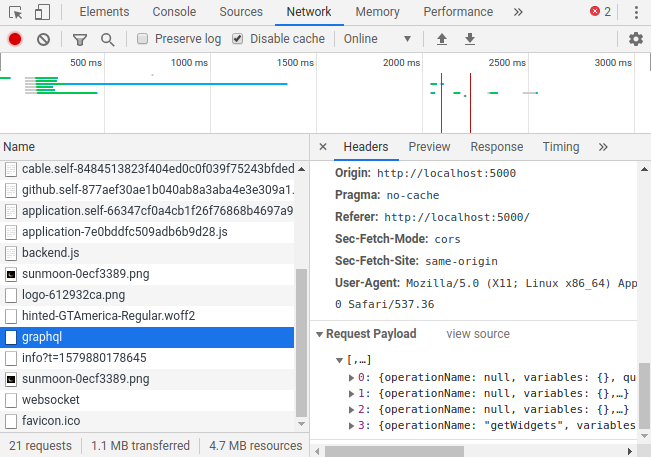 Elements Console Sources Network Memory Performance » 2
Preserve log Disable cache Online
500 ms 1000 ms 1500 ms 2000 ms 2500 ms 3000 ms
Name
cable.self-8484513823f404ed0c0f039f75243bfded
github.self-877aef30ae1b040ab8a3aba4e3e309a1.
application.self-66347cf0a4cb1f26f76868b4697a9
application-7e0bddfc509adb6b9d28.js
backend.js
sunmoon-0ecf3389.png
logo-612932ca.png
hinted-GTAmerica-Regular.woff2
graphql
info?t=1579880178645
sunmoon-0ecf3389.png
websocket
favicon.ico
21 requests 1.1 MB transferred 4.7 MB resources
× Headers Preview Response Timing »
Origin: http://localhost:5000
Pragma: no-cache
Referer: http://localhost:5000/
Sec-Fetch-Mode: cors
Sec-Fetch-Site: same-origin
User-Agent: Mozilla/5.0 (X11; Linux x86_64) App
0 Safari/537.36
Request Payload view source
[,…]
0: {operationName: null, variables: {}, qu
1: {operationName: null, variables: {},…}
2: {operationName: null, variables: {},…}
3: {operationName: "getWidgets", variables